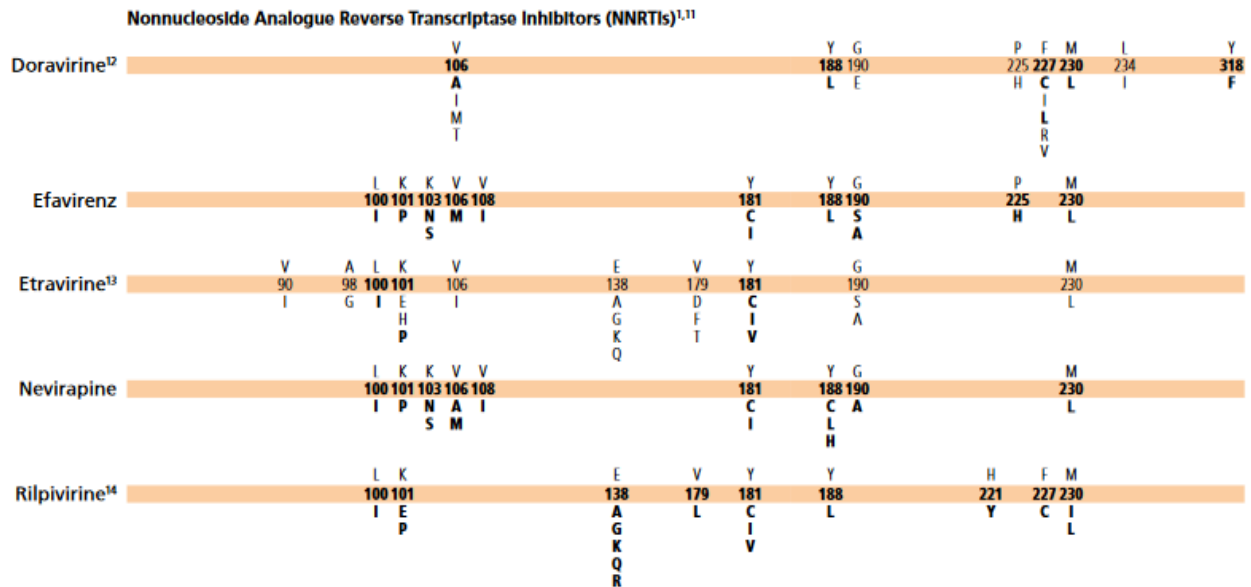 Nonnucleoside Analogue Reverse Transcriptase Inhibitors (NNRTIs)1,11
V Y G P F M L Y
Doravirine12 106 188 190 225 227 230 234 318
A L E H C L I F
I I
M L
T R
V
L K K V V Y Y G P M
Efavirenz 100 101 103 106 108 181 188 190 225 230
I P N M I C L S H L
S I A
V A L K V E V Y G M
Etravirine13 90 98 100 101 106 138 179 181 190 230
I G I E I A D C S L
H G F I A
P K T V
Q
L K K V V Y Y G M
Nevirapine 100 101 103 106 108 181 188 190 230
I P N A I C C A L
S M I L
H
L K E V Y Y H F M
Rilpivirine14 100 101 138 179 181 188 221 227 230
I E A L C L Y C I
P G I L
K V
Q
R